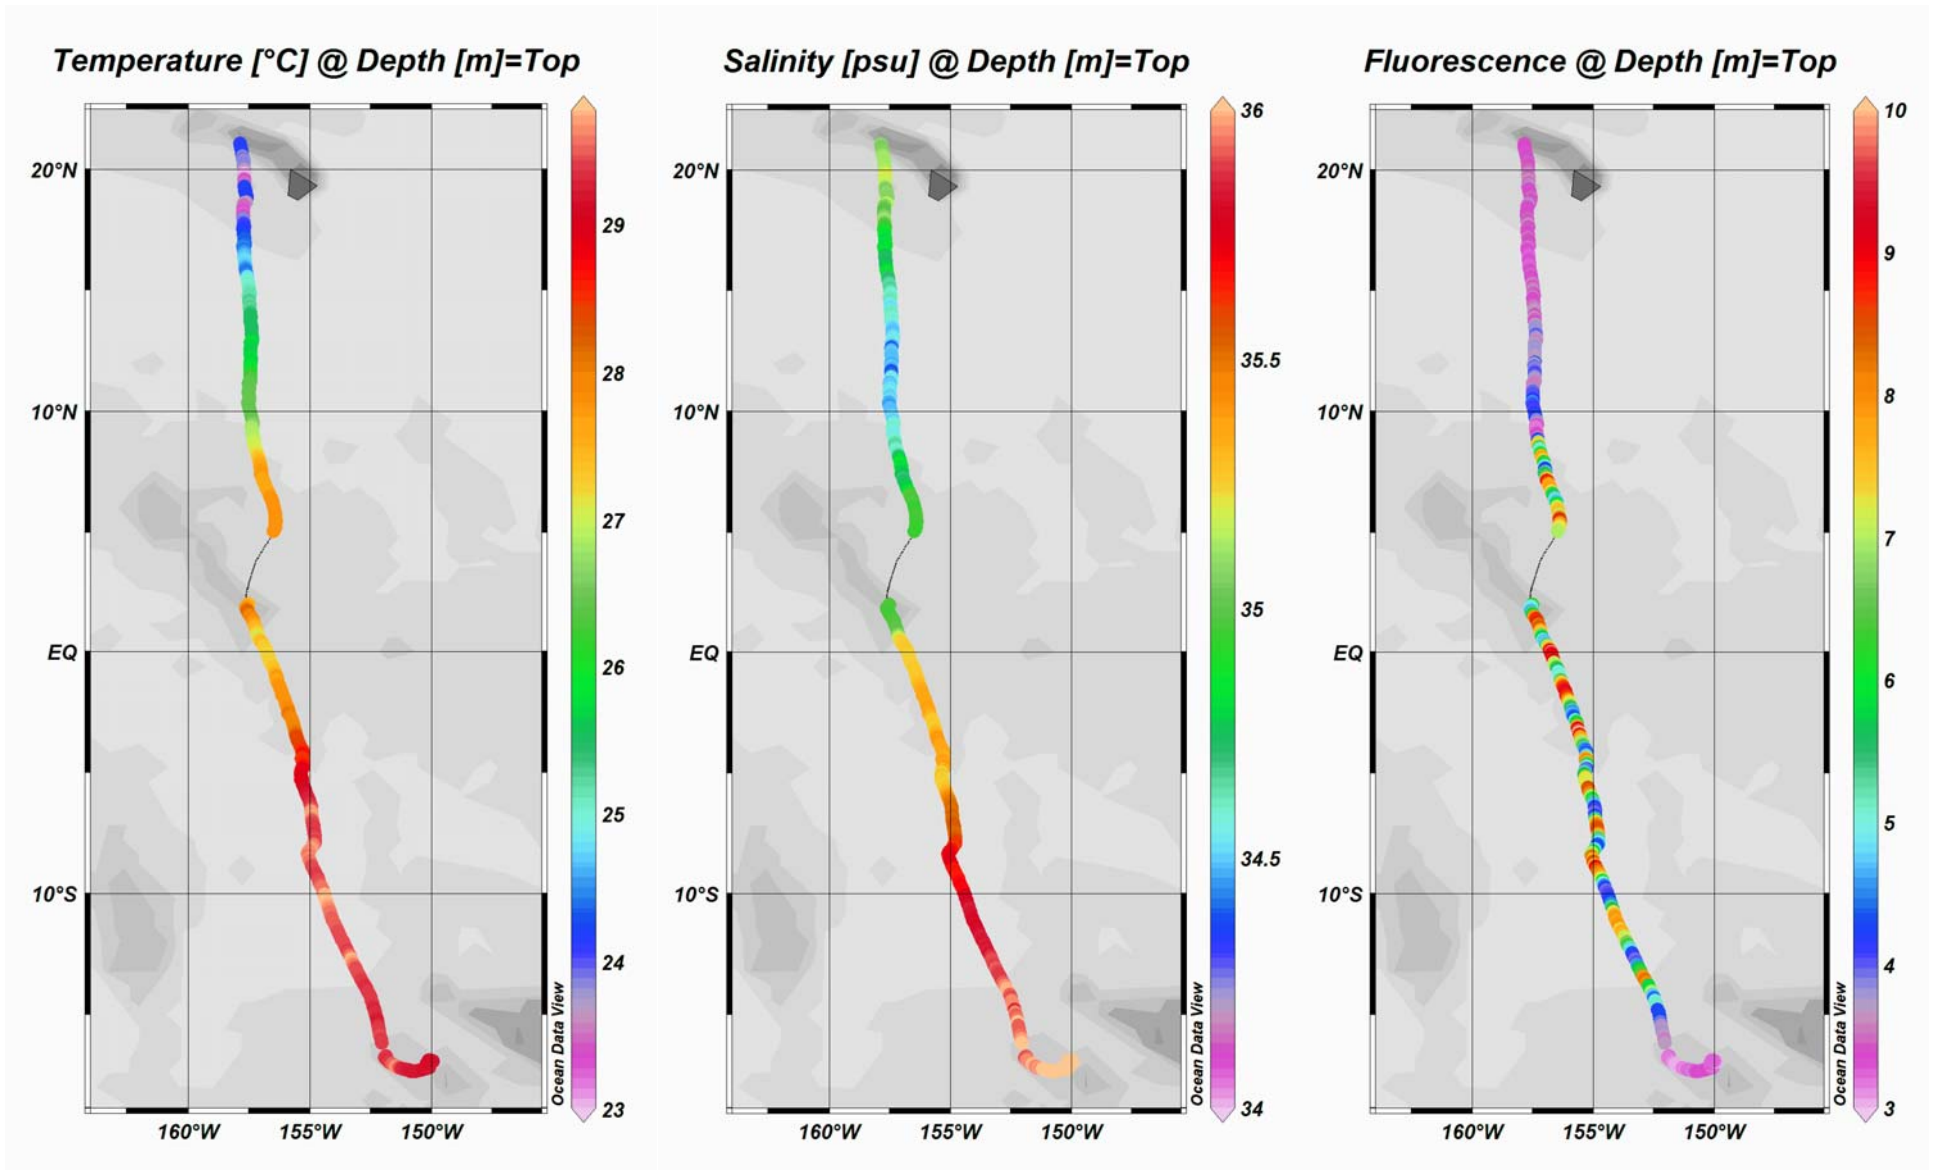 Temperature [°C] @ Depth [m]=Top
20°N
10°N
EQ
10°S
160°W
155°W
150°W
29
28
27
26
25
24
23
Ocean Data View
Salinity [psu] @ Depth [m]=Top
20°N
10°N
EQ
10°S
160°W
155°W
150°W
36
35.5
35
34.5
34
Ocean Data View
Fluorescence @ Depth [m]=Top
20°N
10°N
EQ
10°S
160°W
155°W
150°W
10
9
8
7
6
5
4
3
Ocean Data View